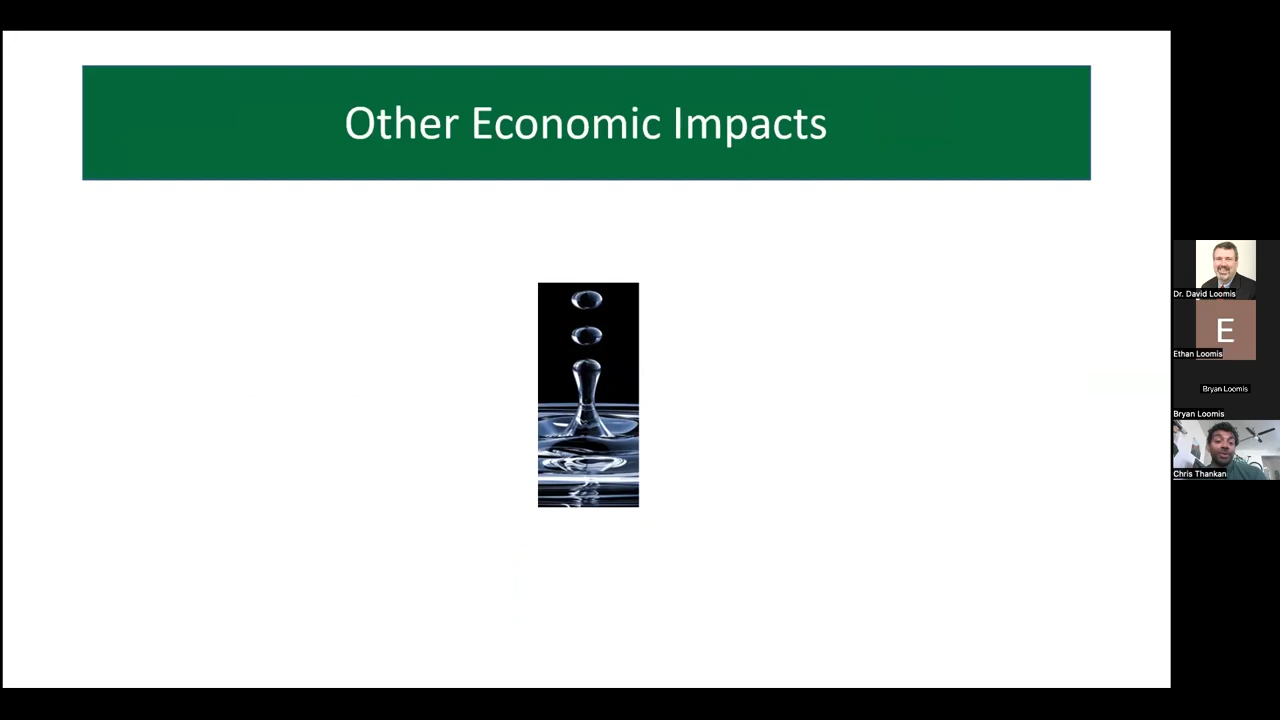 Other Economic Impacts
Dr. David Loomis
E
Ethan Loomis
Bryan Loomis
Bryan Loomis
Chris Thankan